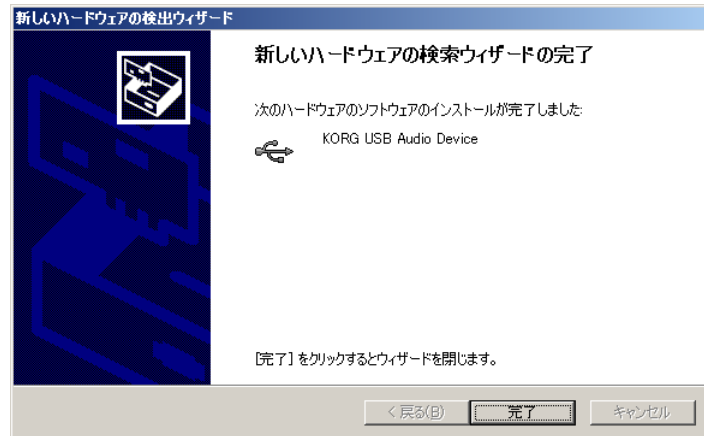 新しいハードウェアの検出ウィザード
新しいハードウェアの検索ウィザードの完了
次のハードウェアのソフトウェアのインストールが完了しました:
KORG USB Audio Device
[完了] をクリックするとウィザードを閉じます。
< 戻る(B)
完了
キャンセル